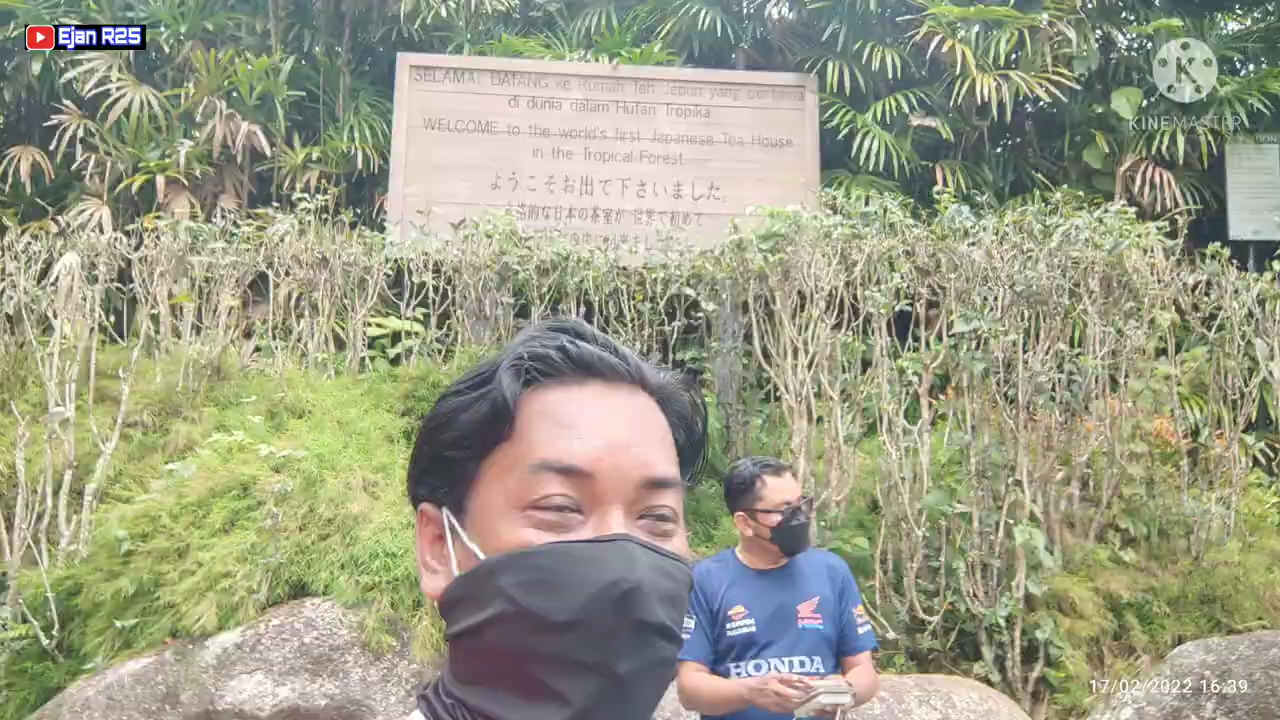 Ejan R25
K
KINEMASTER
SELAMAT DATANG ke Rumah Teh Jepun yang pertama
di dunia dalam Hutan Tropika
WELCOME to the world's first Japanese Tea House
in the Tropical Forest
ようこそお出で下さいました。
格的な日本の茶室が 世界で初めて
HONDA
17/02/2022 16:39